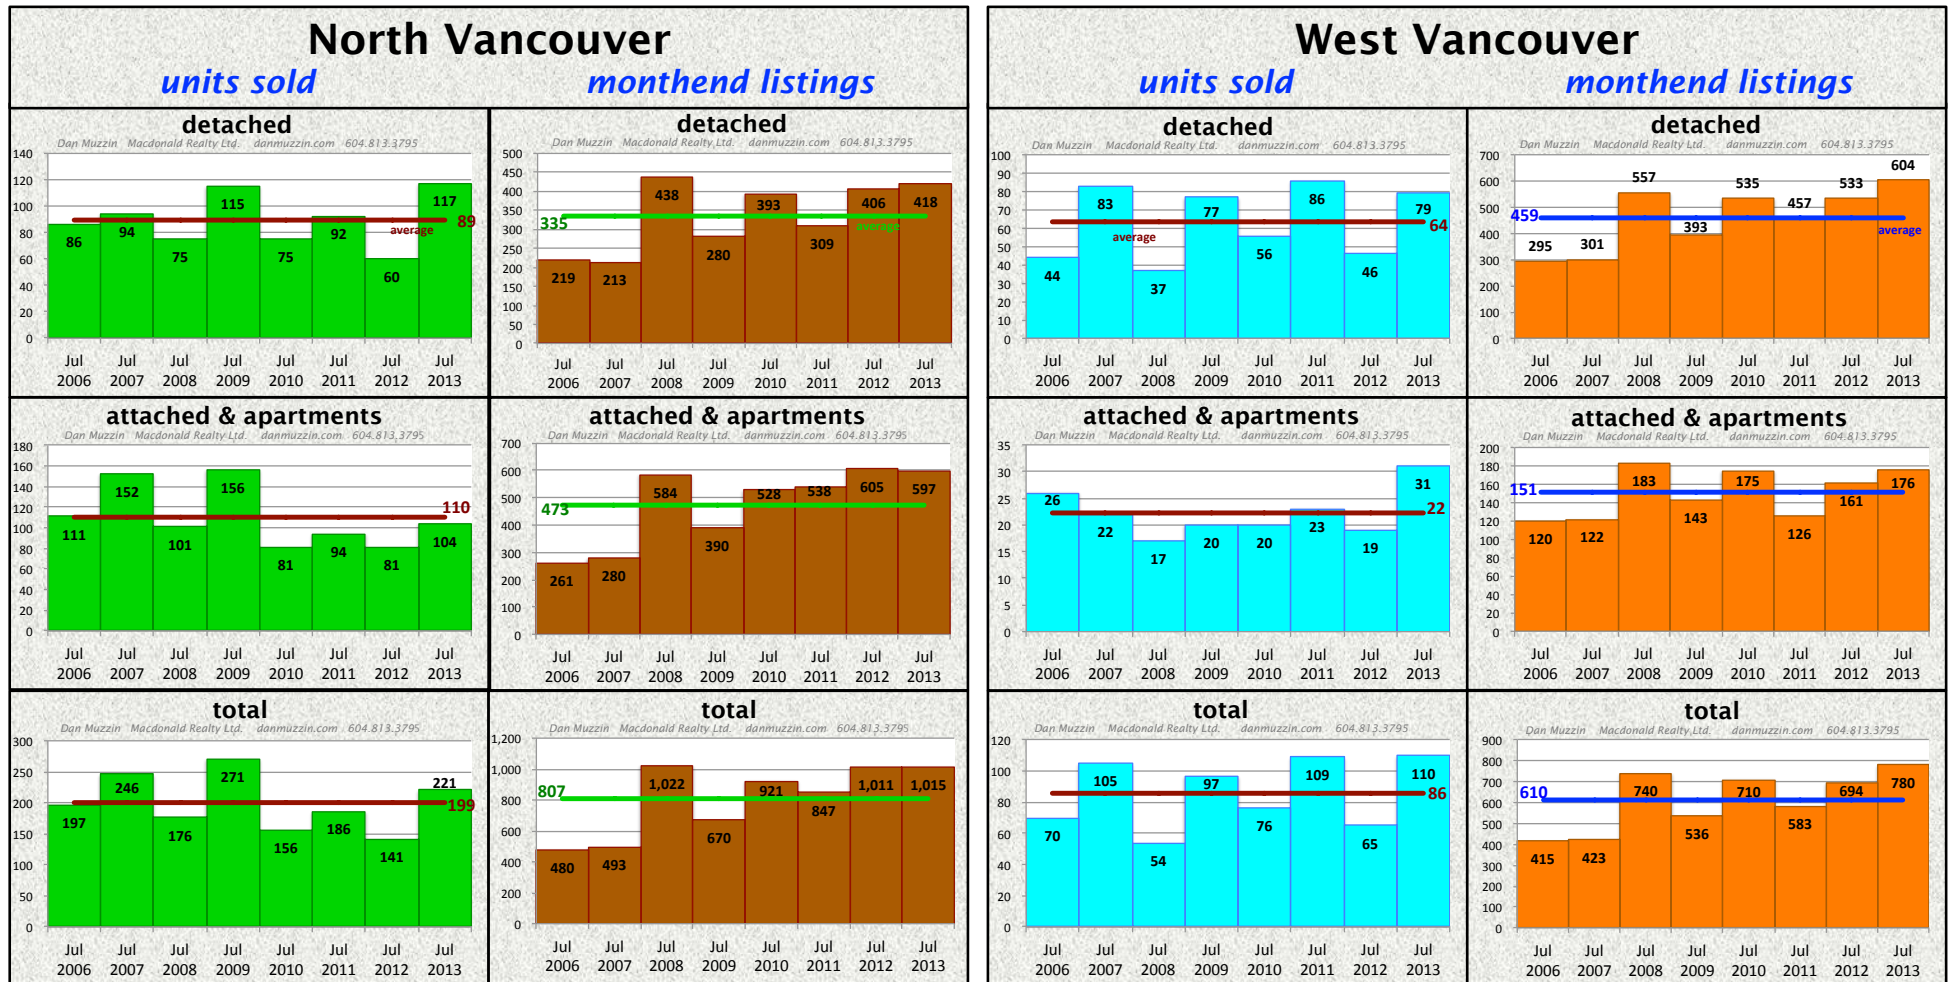 North Vancouver
units sold monthend listings
detached
Dan Muzzin Macdonald Realty Ltd. danmuzzin.com 604.813.3795
140
120
100
80
60
40
20
0
86 94 75 115 75 92 60 117
average
89
Jul Jul Jul Jul Jul Jul Jul Jul
2006 2007 2008 2009 2010 2011 2012 2013
detached
Dan Muzzin Macdonald Realty Ltd. danmuzzin.com 604.813.3795
500
450
400
350
300
250
200
150
100
50
0
335
219 213 438 280 393 309 406 418
average
Jul Jul Jul Jul Jul Jul Jul Jul
2006 2007 2008 2009 2010 2011 2012 2013
attached & apartments
Dan Muzzin Macdonald Realty Ltd. danmuzzin.com 604.813.3795
180
160
140
120
100
80
60
40
20
0
111 152 101 156 81 94 81 104
110
Jul Jul Jul Jul Jul Jul Jul Jul
2006 2007 2008 2009 2010 2011 2012 2013
attached & apartments
Dan Muzzin Macdonald Realty Ltd. danmuzzin.com 604.813.3795
700
600
500
400
300
200
100
0
473
261 280 584 390 528 538 605 597
Jul Jul Jul Jul Jul Jul Jul Jul
2006 2007 2008 2009 2010 2011 2012 2013
total
Dan Muzzin Macdonald Realty Ltd. danmuzzin.com 604.813.3795
300
250
200
150
100
50
0
197 246 176 271 156 186 141 221
199
Jul Jul Jul Jul Jul Jul Jul Jul
2006 2007 2008 2009 2010 2011 2012 2013
total
Dan Muzzin Macdonald Realty Ltd. danmuzzin.com 604.813.3795
1,200
1,000
800
600
400
200
0
807
480 493 1,022 670 921 847 1,011 1,015
Jul Jul Jul Jul Jul Jul Jul Jul
2006 2007 2008 2009 2010 2011 2012 2013
West Vancouver
units sold monthend listings
detached
Dan Muzzin Macdonald Realty Ltd. danmuzzin.com 604.813.3795
100
90
80
70
60
50
40
30
20
10
0
44 83 37 77 56 86 46 79
average
64
Jul Jul Jul Jul Jul Jul Jul Jul
2006 2007 2008 2009 2010 2011 2012 2013
detached
Dan Muzzin Macdonald Realty Ltd. danmuzzin.com 604.813.3795
700
600
500
400
300
200
100
0
459
295 301 557 393 535 457 533 604
average
Jul Jul Jul Jul Jul Jul Jul Jul
2006 2007 2008 2009 2010 2011 2012 2013
attached & apartments
Dan Muzzin Macdonald Realty Ltd. danmuzzin.com 604.813.3795
35
30
25
20
15
10
5
0
26 22 17 20 20 23 19 31
22
Jul Jul Jul Jul Jul Jul Jul Jul
2006 2007 2008 2009 2010 2011 2012 2013
attached & apartments
Dan Muzzin Macdonald Realty Ltd. danmuzzin.com 604.813.3795
200
180
160
140
120
100
80
60
40
20
0
151
120 122 183 143 175 126 161 176
Jul Jul Jul Jul Jul Jul Jul Jul
2006 2007 2008 2009 2010 2011 2012 2013
total
Dan Muzzin Macdonald Realty Ltd. danmuzzin.com 604.813.3795
120
100
80
60
40
20
0
70 105 54 97 76 109 65 110
86
Jul Jul Jul Jul Jul Jul Jul Jul
2006 2007 2008 2009 2010 2011 2012 2013
total
Dan Muzzin Macdonald Realty Ltd. danmuzzin.com 604.813.3795
900
800
700
600
500
400
300
200
100
0
610
415 423 740 536 710 583 694 780
Jul Jul Jul Jul Jul Jul Jul Jul
2006 2007 2008 2009 2010 2011 2012 2013